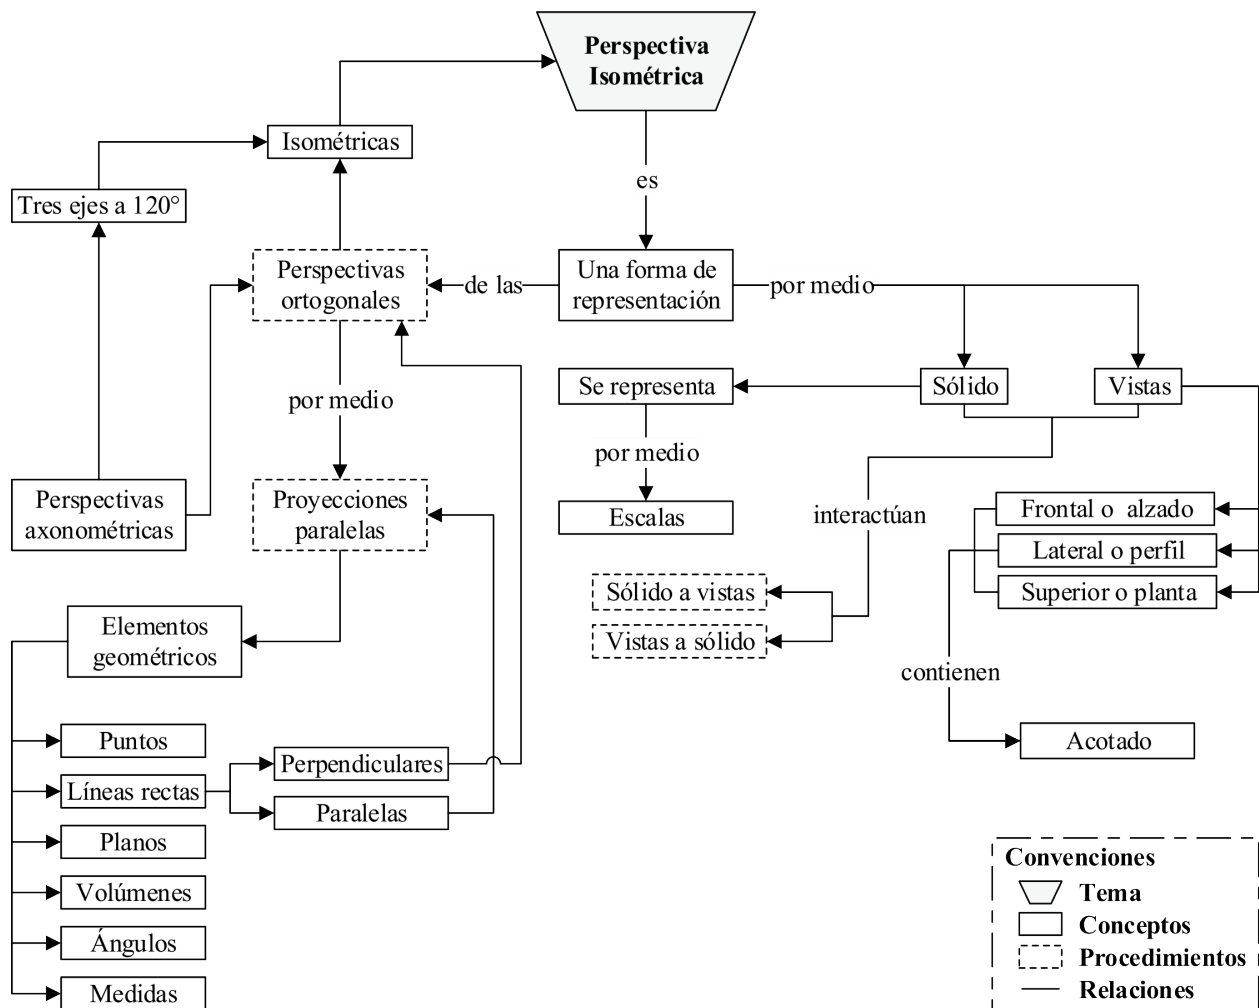 Perspectiva
Isométrica
Isométricas
es
Tres ejes a 120°
Perspectivas
ortogonales
de las
Una forma de
representación
por medio
Se representa
Sólido
Vistas
por medio
por medio
Perspectivas
axonométricas
Proyecciones
paralelas
Escalas
interactúan
Frontal o alzado
Lateral o perfil
Superior o planta
Sólido a vistas
Vistas a sólido
Elementos
geométricos
contienen
Puntos
Perpendiculares
Acotado
Líneas rectas
Paralelas
Planos
Volúmenes
Ángulos
Medidas
Convenciones
Tema
Conceptos
Procedimientos
Relaciones